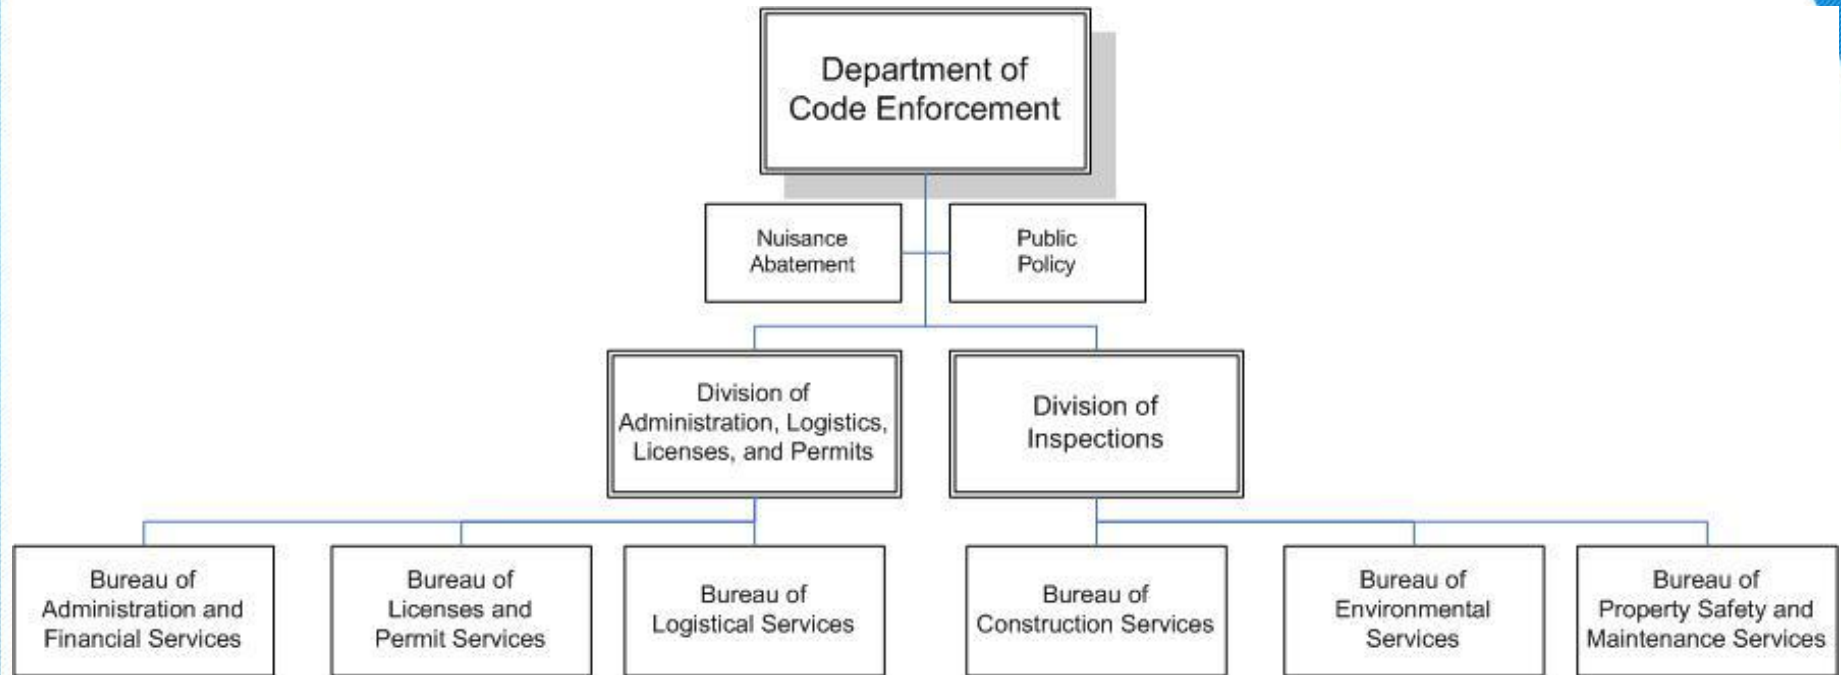 Department of
Code Enforcement
Nuisance
Abatement
Public
Policy
Division of
Administration, Logistics,
Licenses, and Permits
Division of
Inspections
Bureau of
Administration and
Financial Services
Bureau of
Licenses and
Permit Services
Bureau of
Logistical Services
Bureau of
Construction Services
Bureau of
Environmental
Services
Bureau of
Property Safety and
Maintenance Services